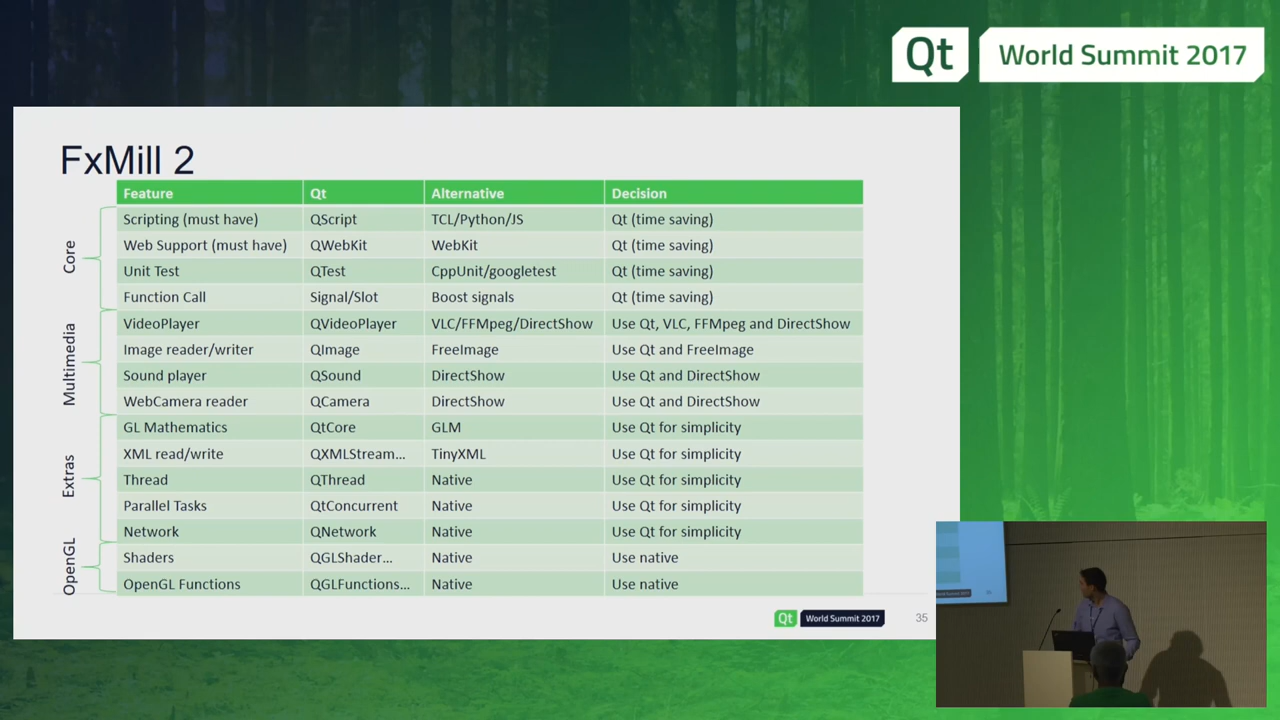 Qt World Summit 2017
FxMill 2
Feature Qt Alternative Decision
Core
Scripting (must have) QScript TCL/Python/JS Qt (time saving)
Web Support (must have) QWebKit WebKit Qt (time saving)
Unit Test QTest CppUnit/googletest Qt (time saving)
Function Call Signal/Slot Boost signals Qt (time saving)
Multimedia
VideoPlayer QVideoPlayer VLC/FFMpeg/DirectShow Use Qt, VLC, FFMpeg and DirectShow
Image reader/writer QImage FreeImage Use Qt and FreeImage
Sound player QSound DirectShow Use Qt and DirectShow
WebCamera reader QCamera DirectShow Use Qt and DirectShow
Extras
GL Mathematics QtCore GLM Use Qt for simplicity
XML read/write QXMLStream... TinyXML Use Qt for simplicity
Thread QThread Native Use Qt for simplicity
Parallel Tasks QtConcurrent Native Use Qt for simplicity
Network QNetwork Native Use Qt for simplicity
OpenGL
Shaders QGLShader... Native Use native
OpenGL Functions QGLFunctions... Native Use native
Qt World Summit 2017 35